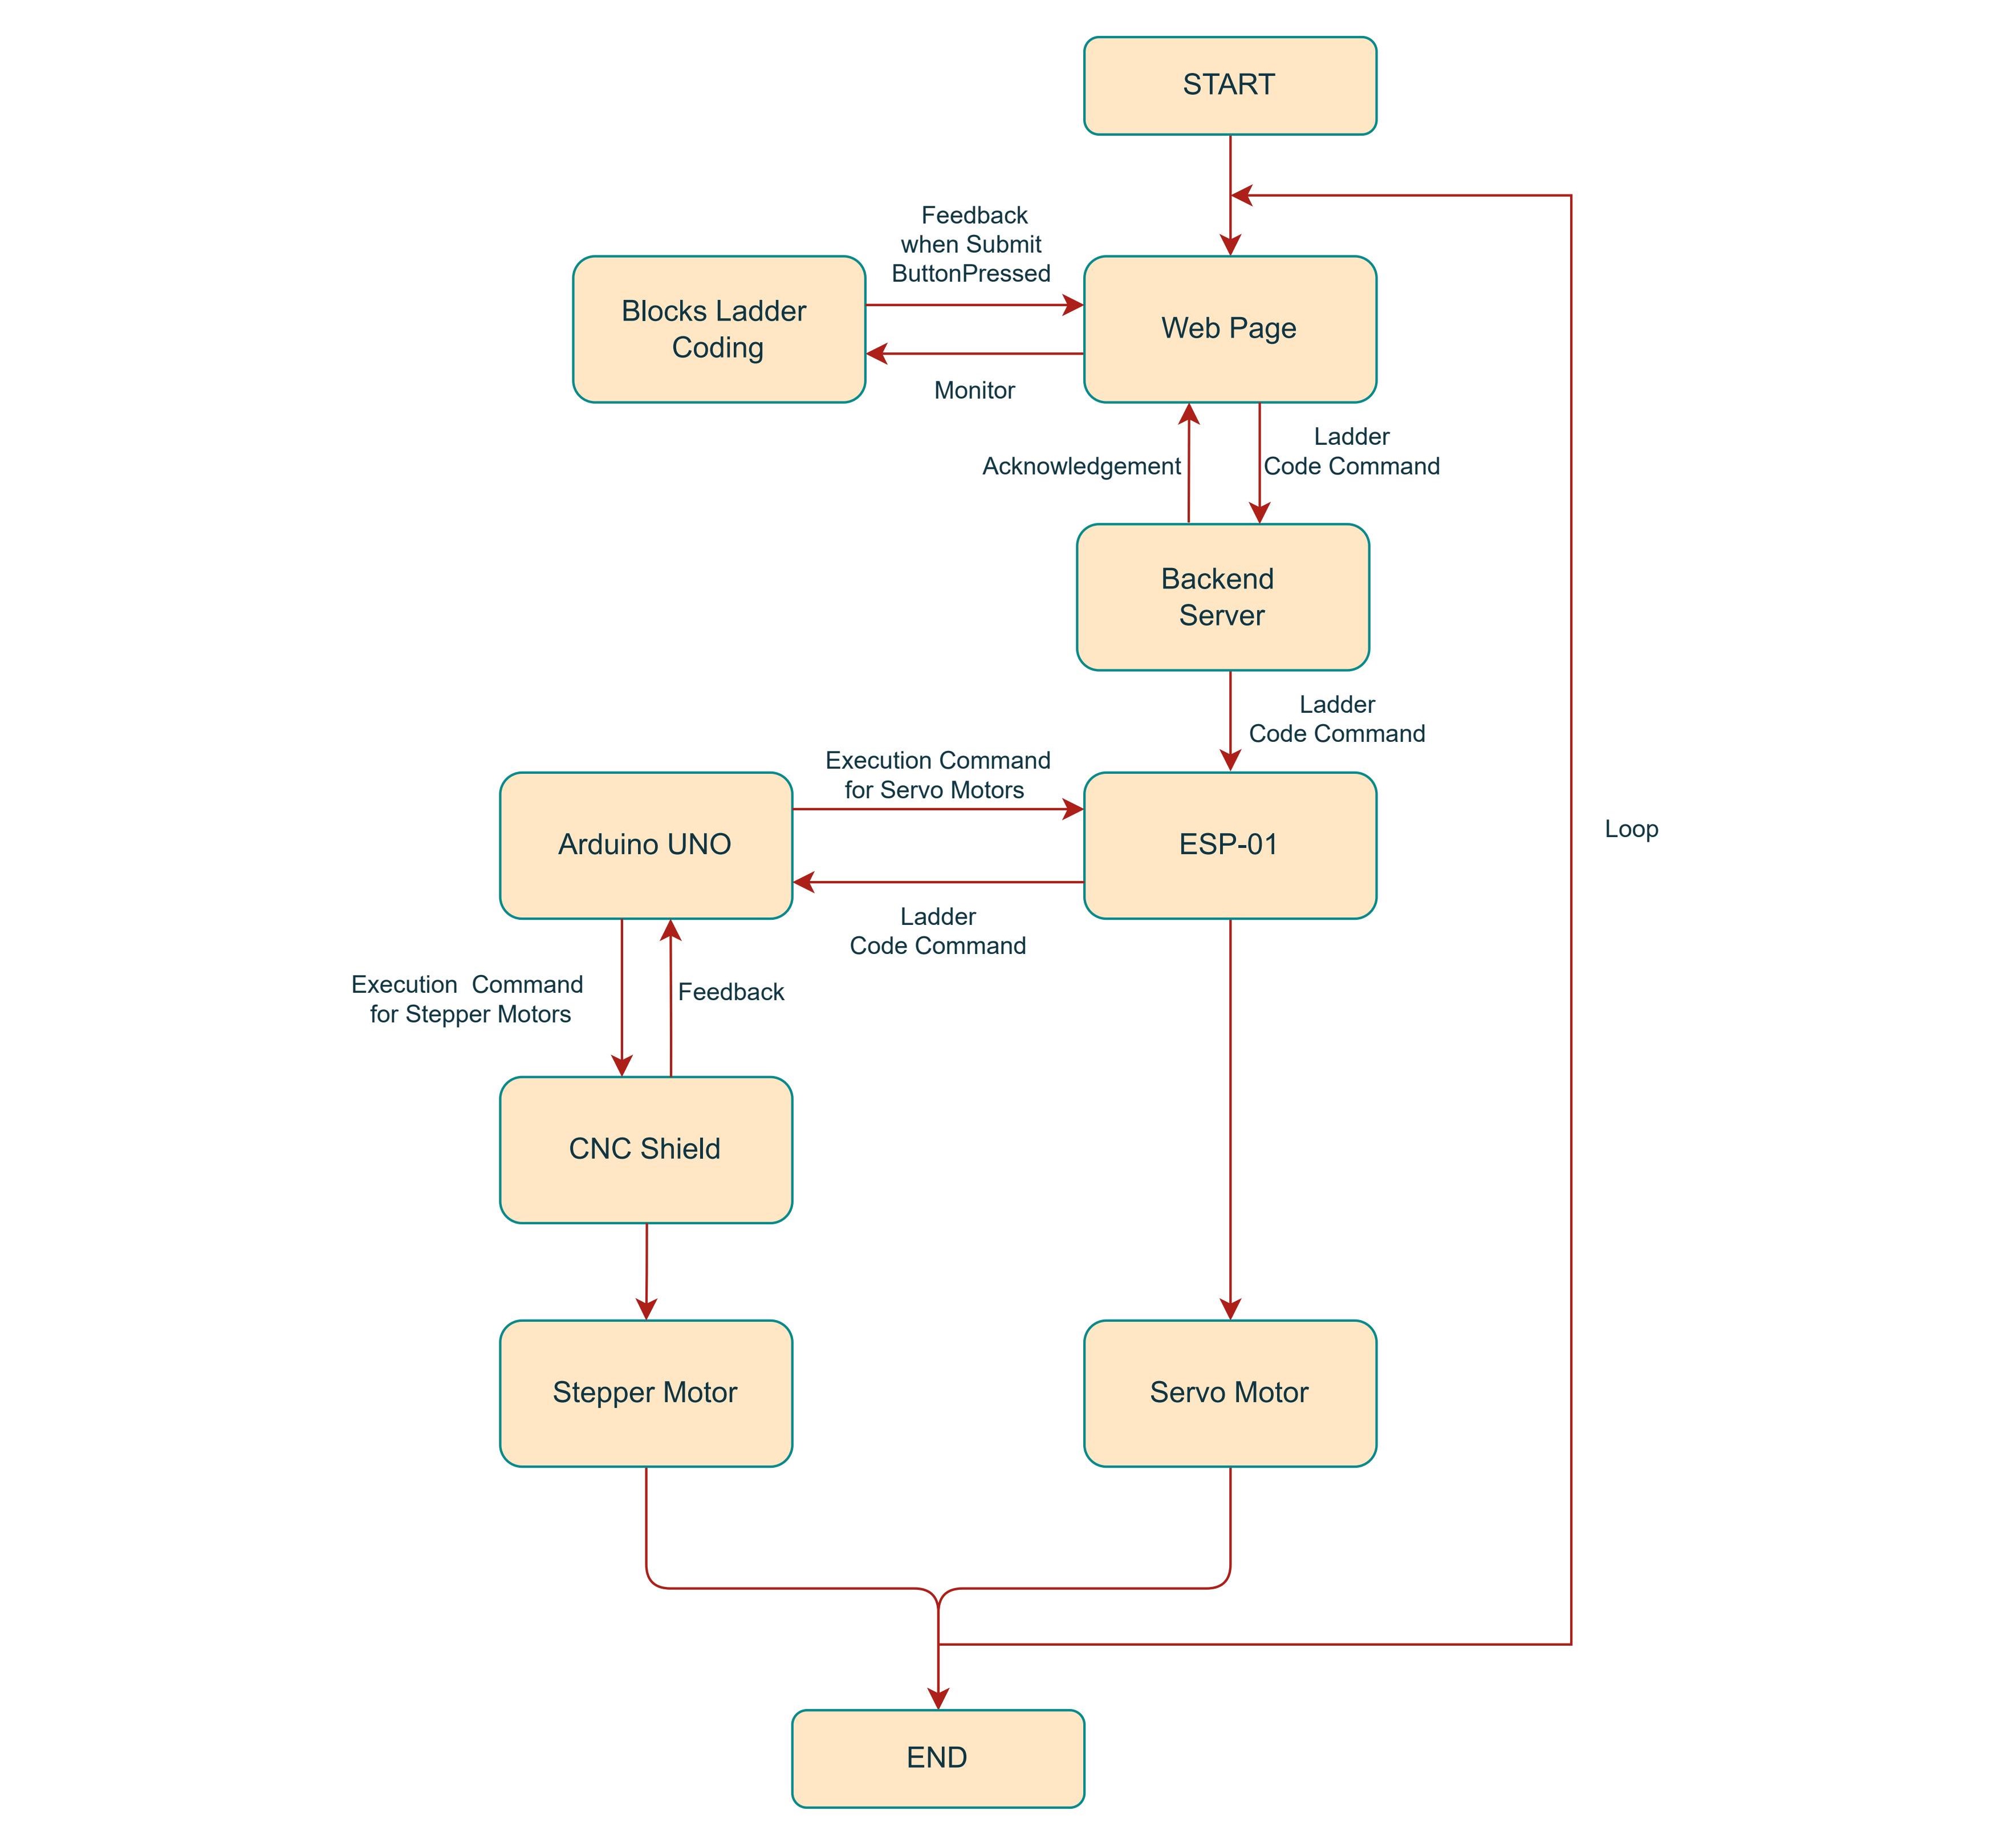 START
Feedback
when Submit
ButtonPressed
Blocks Ladder
Coding
Web Page
Monitor
Acknowledgement
Ladder
Code Command
Backend
Server
Ladder
Code Command
Execution Command
for Servo Motors
Arduino UNO
ESP-01
Loop
Ladder
Code Command
Execution  Command
for Stepper Motors
Feedback
CNC Shield
Stepper Motor
Servo Motor
END